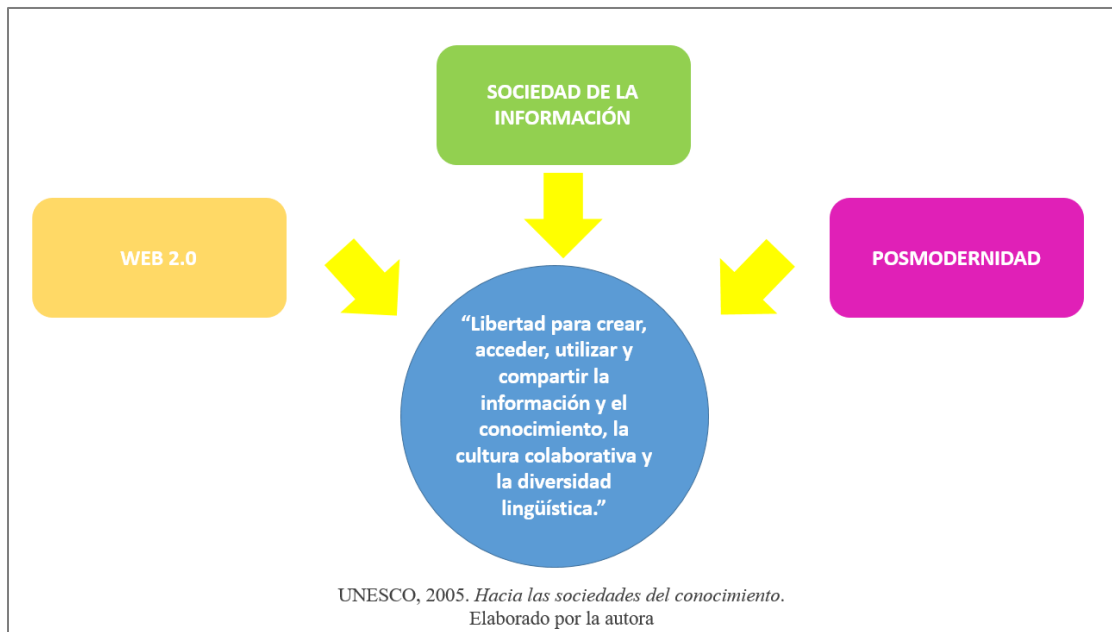 SOCIEDAD DE LA
INFORMACIÓN
WEB 2.0
POSMODERNIDAD
“Libertad para crear,
acceder, utilizar y
compartir la
información y el
conocimiento, la
cultura colaborativa y
la diversidad
lingüística.”
UNESCO, 2005. Hacia las sociedades del conocimiento.
Elaborado por la autora